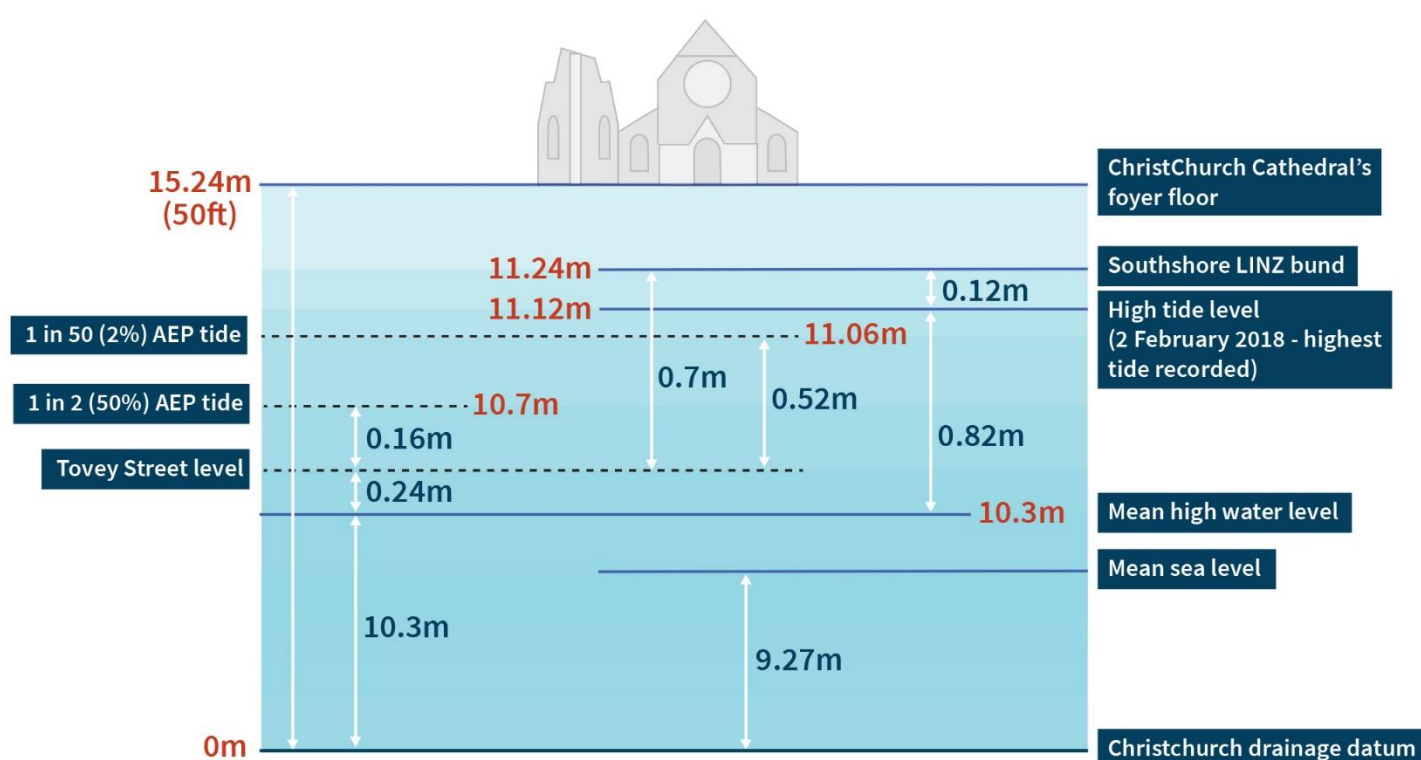 ChristChurch Cathedral’s
foyer floor
15.24m
(50ft)
11.24m
Southshore LINZ bund
0.12m
11.12m
High tide level
(2 February 2018 - highest
tide recorded)
1 in 50 (2%) AEP tide
11.06m
0.7m
0.52m
1 in 2 (50%) AEP tide
10.7m
0.16m
0.82m
Tovey Street level
0.24m
10.3m
Mean high water level
Mean sea level
10.3m
9.27m
0m
Christchurch drainage datum